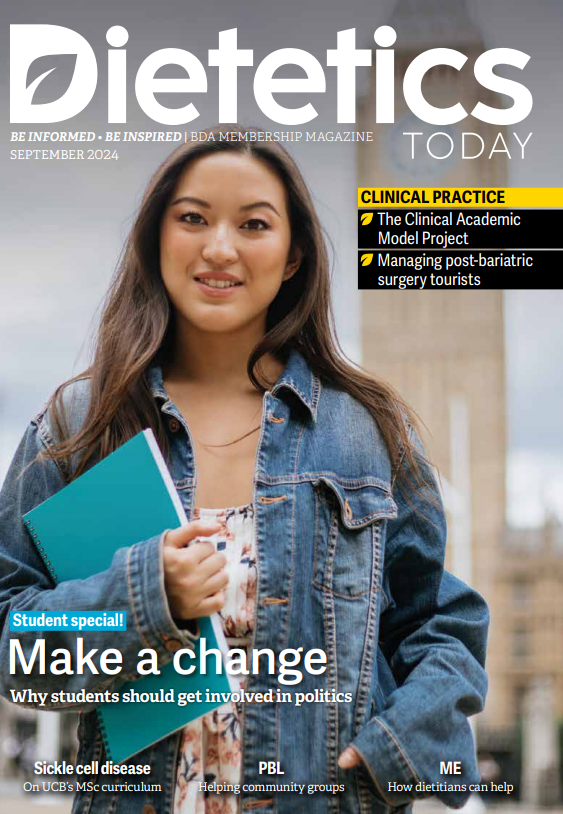 Dietetics
BE INFORMED • BE INSPIRED | BDA MEMBERSHIP MAGAZINE
TODAY
SEPTEMBER 2024
CLINICAL PRACTICE
The Clinical Academic
Model Project
Managing post-bariatric
surgery tourists
Student special!
Make a change
Why students should get involved in politics
Sickle cell disease
On UCB's MSc curriculum
PBL
Helping community groups
ME
How dietitians can help